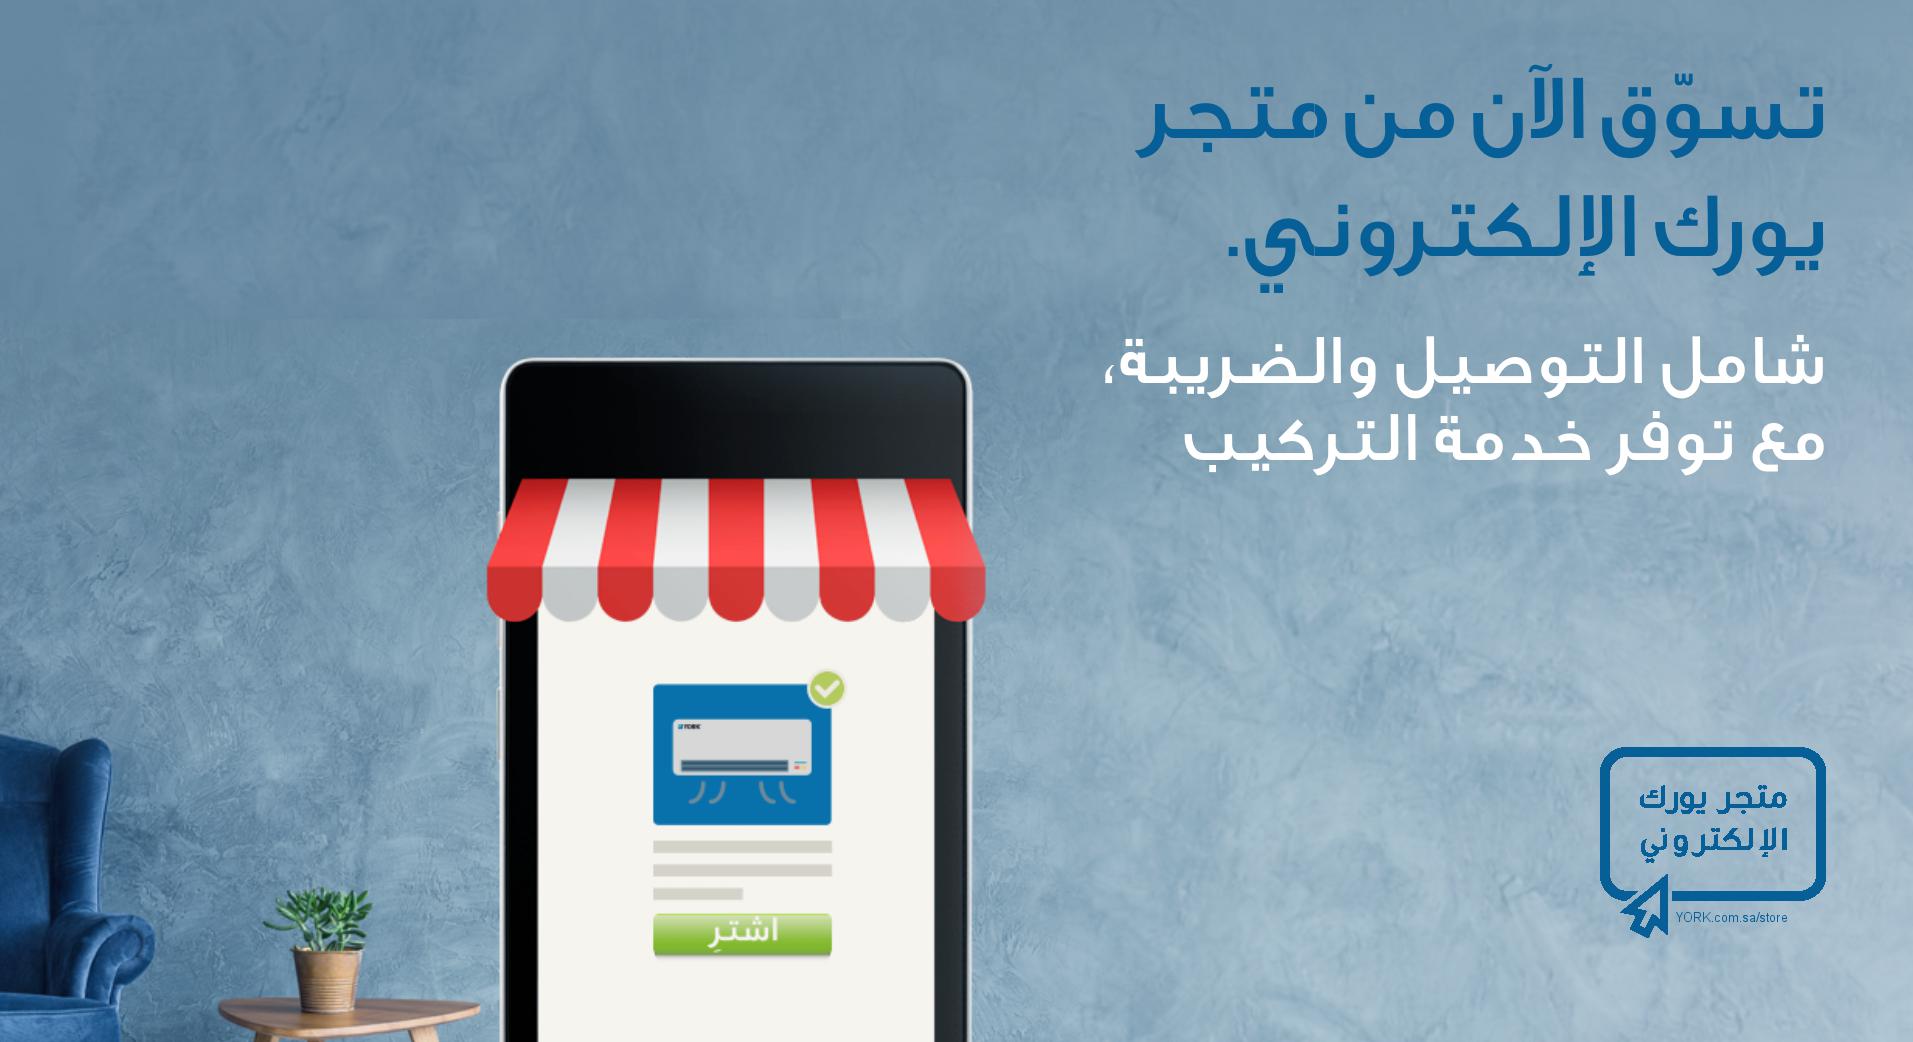 تسوّق الآن من متجر
يورك الإلكتروني.
شامل التوصيل والضريبة،
مع توفر خدمة التركيب
YORK
اشترِ
متجر يورك
الإلكتروني
YORK.com.sa/store